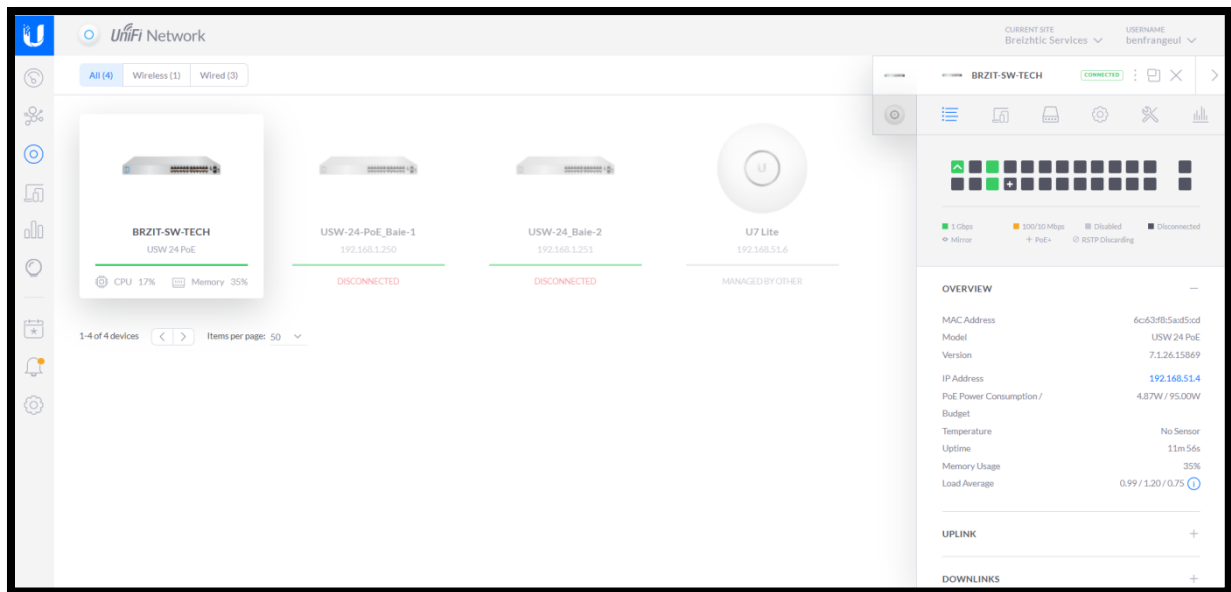 UniFi Network
CURRENT SITE
Breizhtic Services
USERNAME
benfrangeul
All (4) Wireless (1) Wired (3)
BRZIT-SW-TECH CONNECTED
BRZIT-SW-TECH
USW 24 PoE
CPU 17% Memory 35%
USW-24-PoE_Baie-1
192.168.1.250
DISCONNECTED
USW-24_Baie-2
192.168.1.251
DISCONNECTED
U7 Lite
192.168.51.6
MANAGED BY OTHER
1-4 of 4 devices Items per page: 50
1 Gbps 100/10 Mbps Disabled Disconnected
Mirror PoE+ RSTP Discarding
OVERVIEW
MAC Address 6c:63:f8:5a:d5:cd
Model USW 24 PoE
Version 7.1.26.15869
IP Address 192.168.51.4
PoE Power Consumption / 4.87W / 95.00W
Budget
Temperature No Sensor
Uptime 11m 56s
Memory Usage 35%
Load Average 0.99 / 1.20 / 0.75
UPLINK
DOWNLINKS